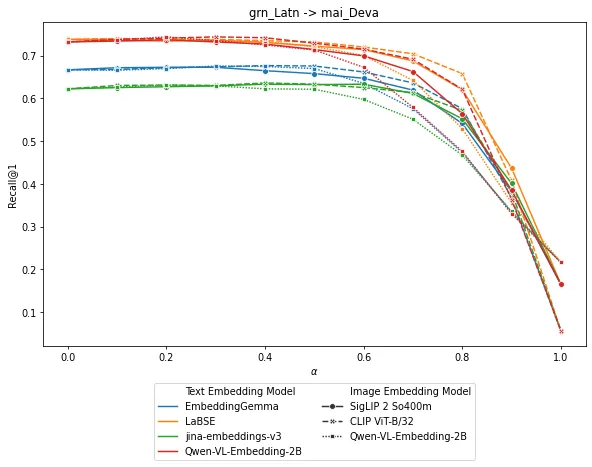 grn_Latn -> mai_Deva
Recall@1
0.7
0.6
0.5
0.4
0.3
0.2
0.1
0.0 0.2 0.4 0.6 0.8 1.0
α
Text Embedding Model Image Embedding Model
EmbeddingGemma SigLIP 2 So400m
LaBSE CLIP ViT-B/32
jina-embeddings-v3 Qwen-VL-Embedding-2B
Qwen-VL-Embedding-2B